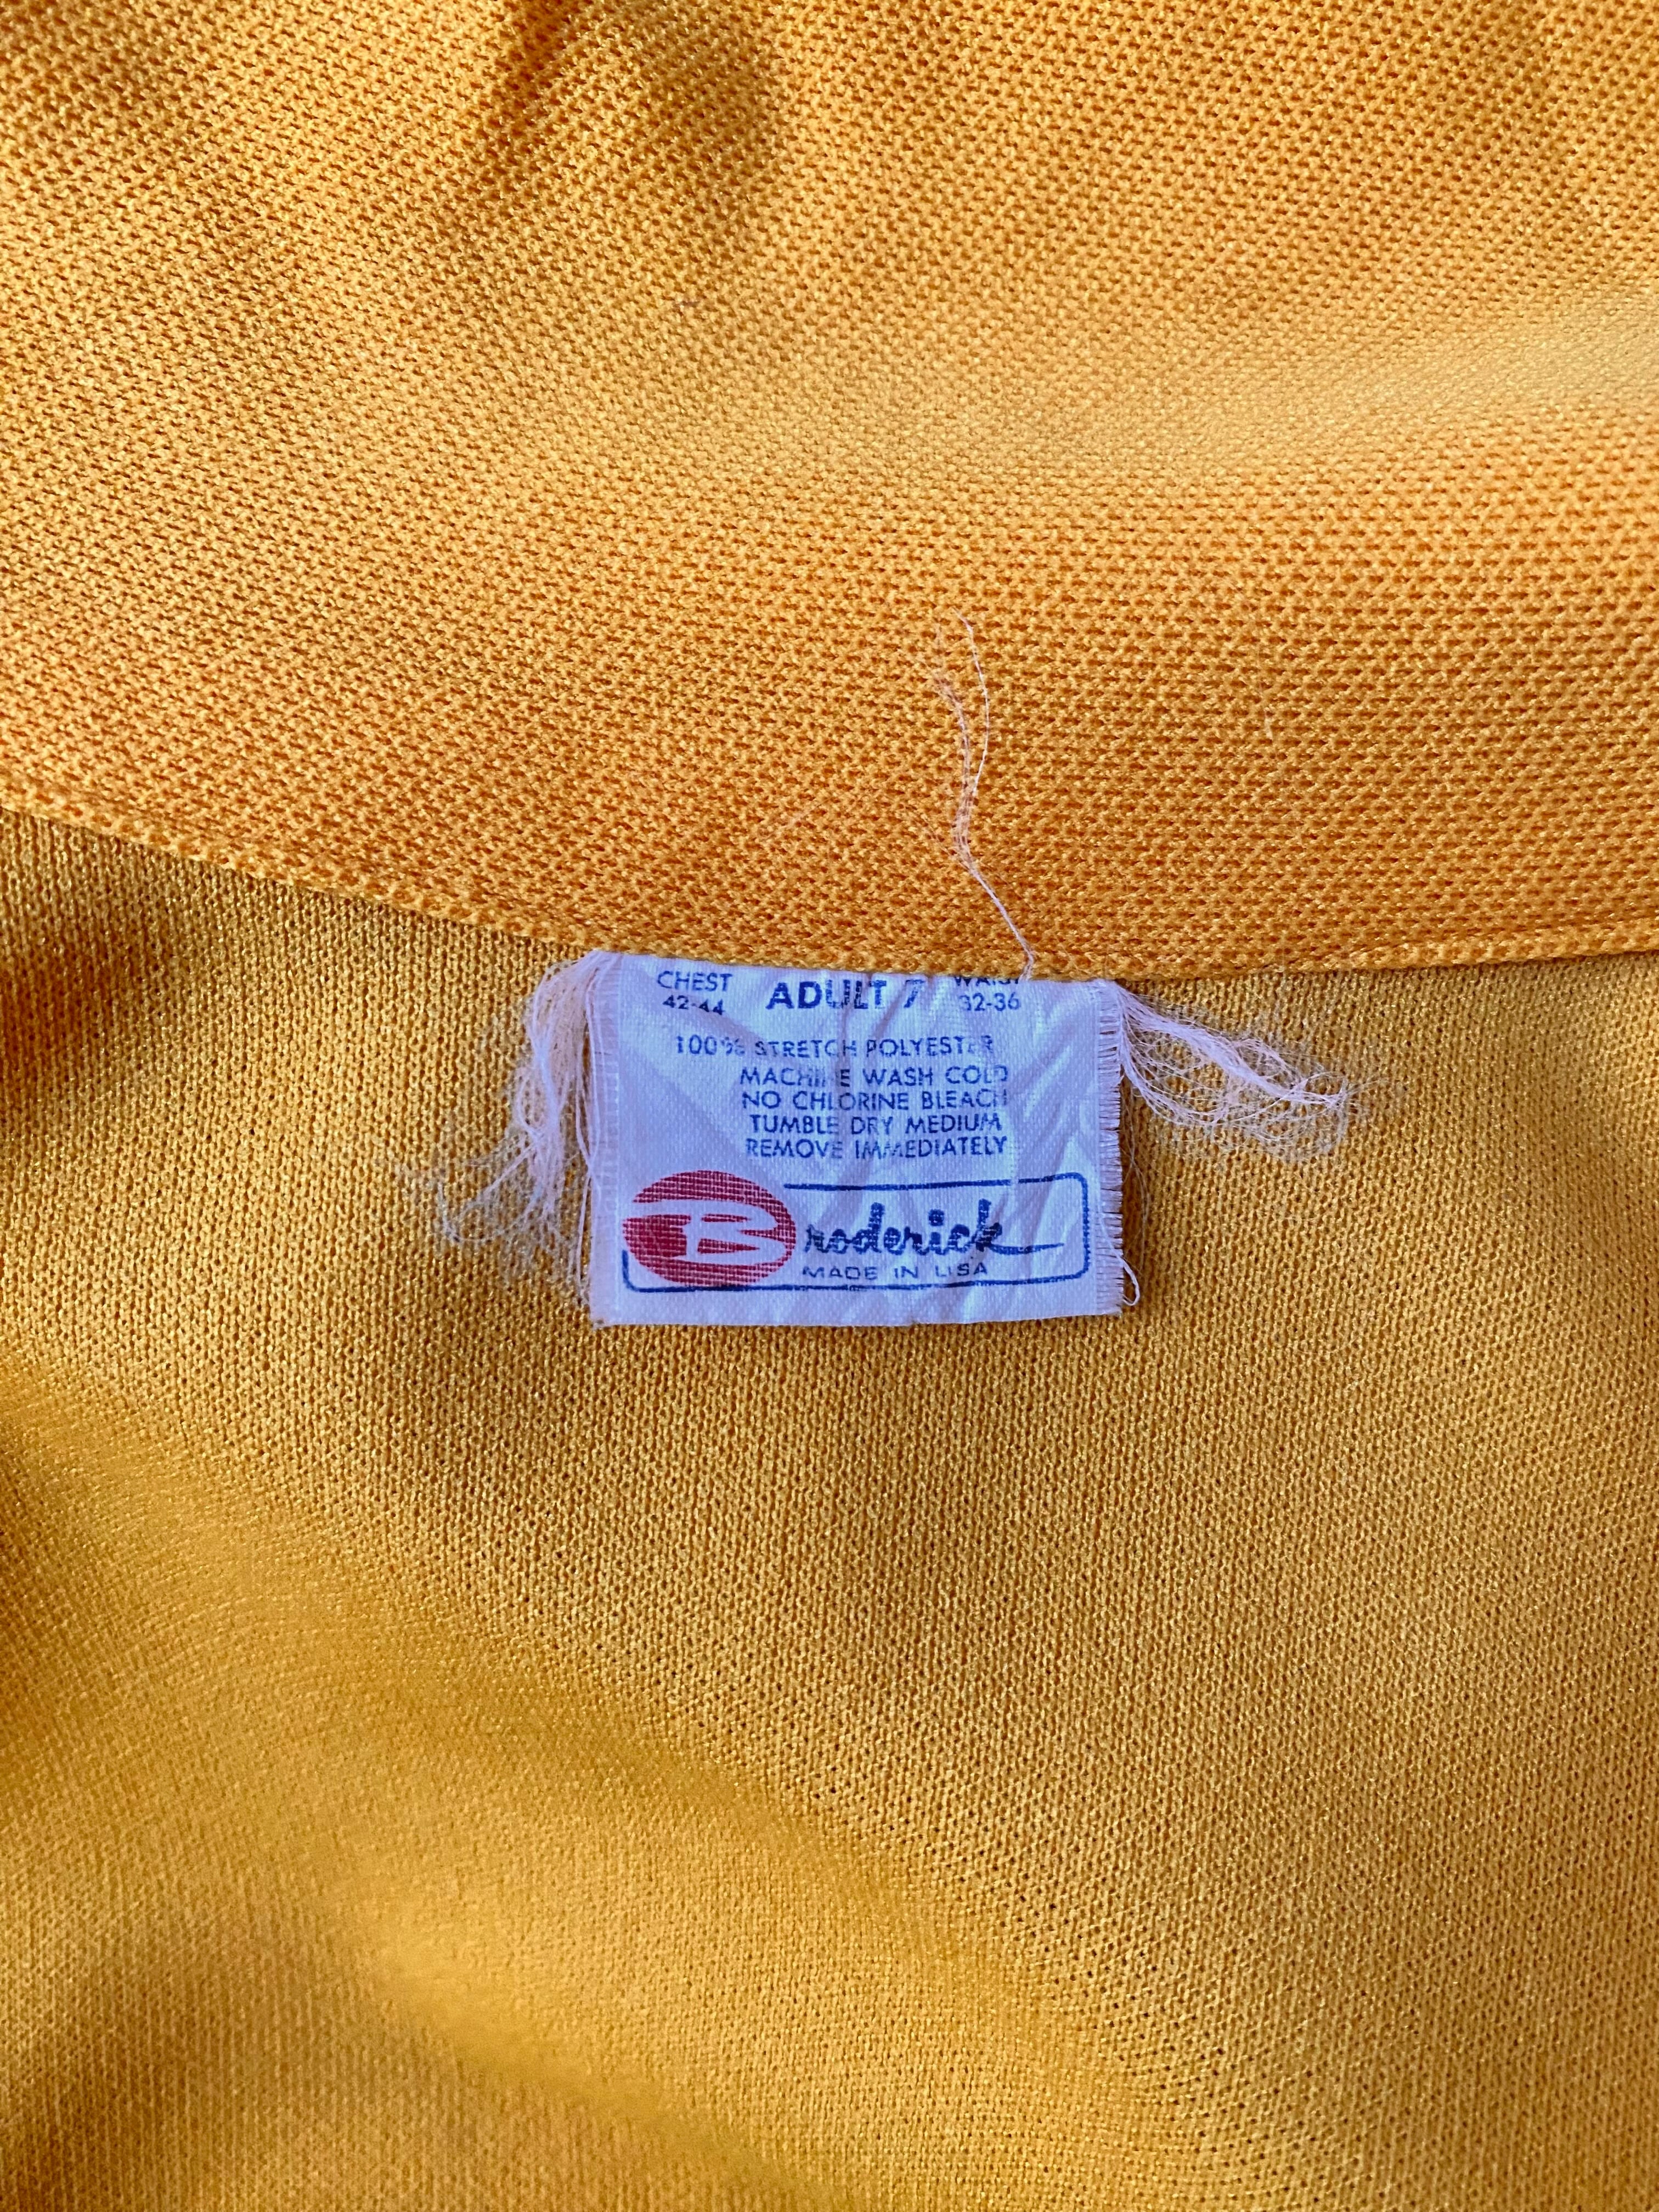 CHEST ADULT 7 WAIST
42-44 32-36
100% STRETCH POLYESTER
MACHINE WASH COLD
NO CHLORINE BLEACH
TUMBLE DRY MEDIUM
REMOVE IMMEDIATELY
Broderick
MADE IN USA